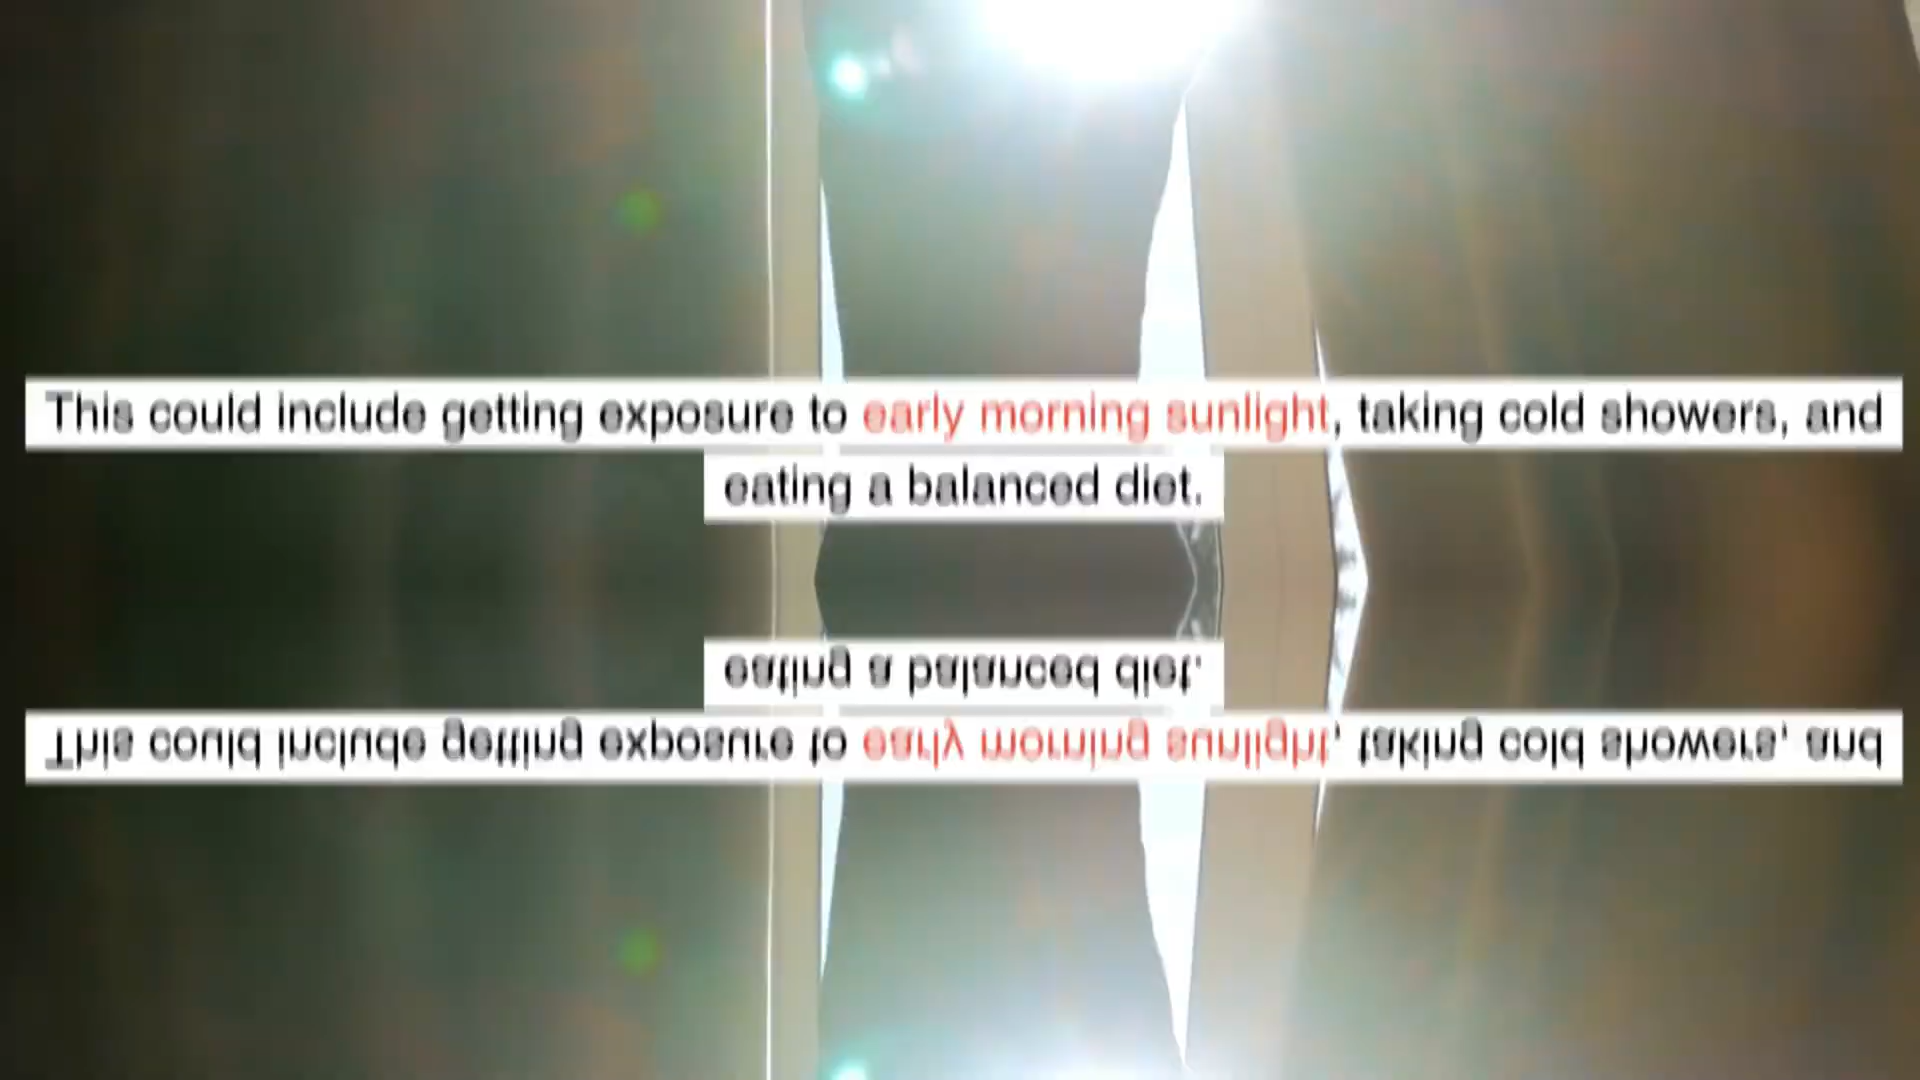 This could include getting exposure to early morning sunlight, taking cold showers, and
eating a balanced diet.
eating a balanced diet.
This could include getting exposure to early morning sunlight, taking cold showers, and